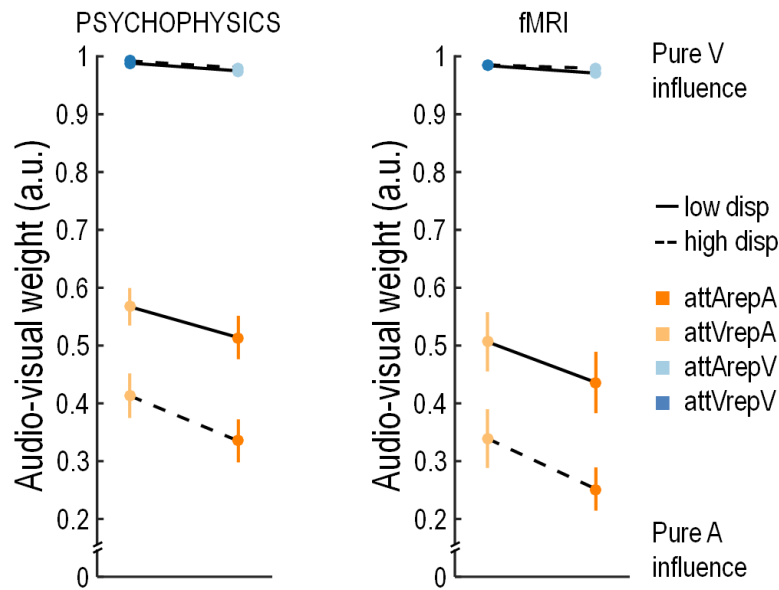 PSYCHOPHYSICS
Audio-visual weight (a.u.)
1
0.9
0.8
0.7
0.6
0.5
0.4
0.3
0.2
0
fMRI
Audio-visual weight (a.u.)
1
0.9
0.8
0.7
0.6
0.5
0.4
0.3
0.2
0
Pure V
influence
low disp
high disp
attArepA
attVrepA
attArepV
attVrepV
Pure A
influence